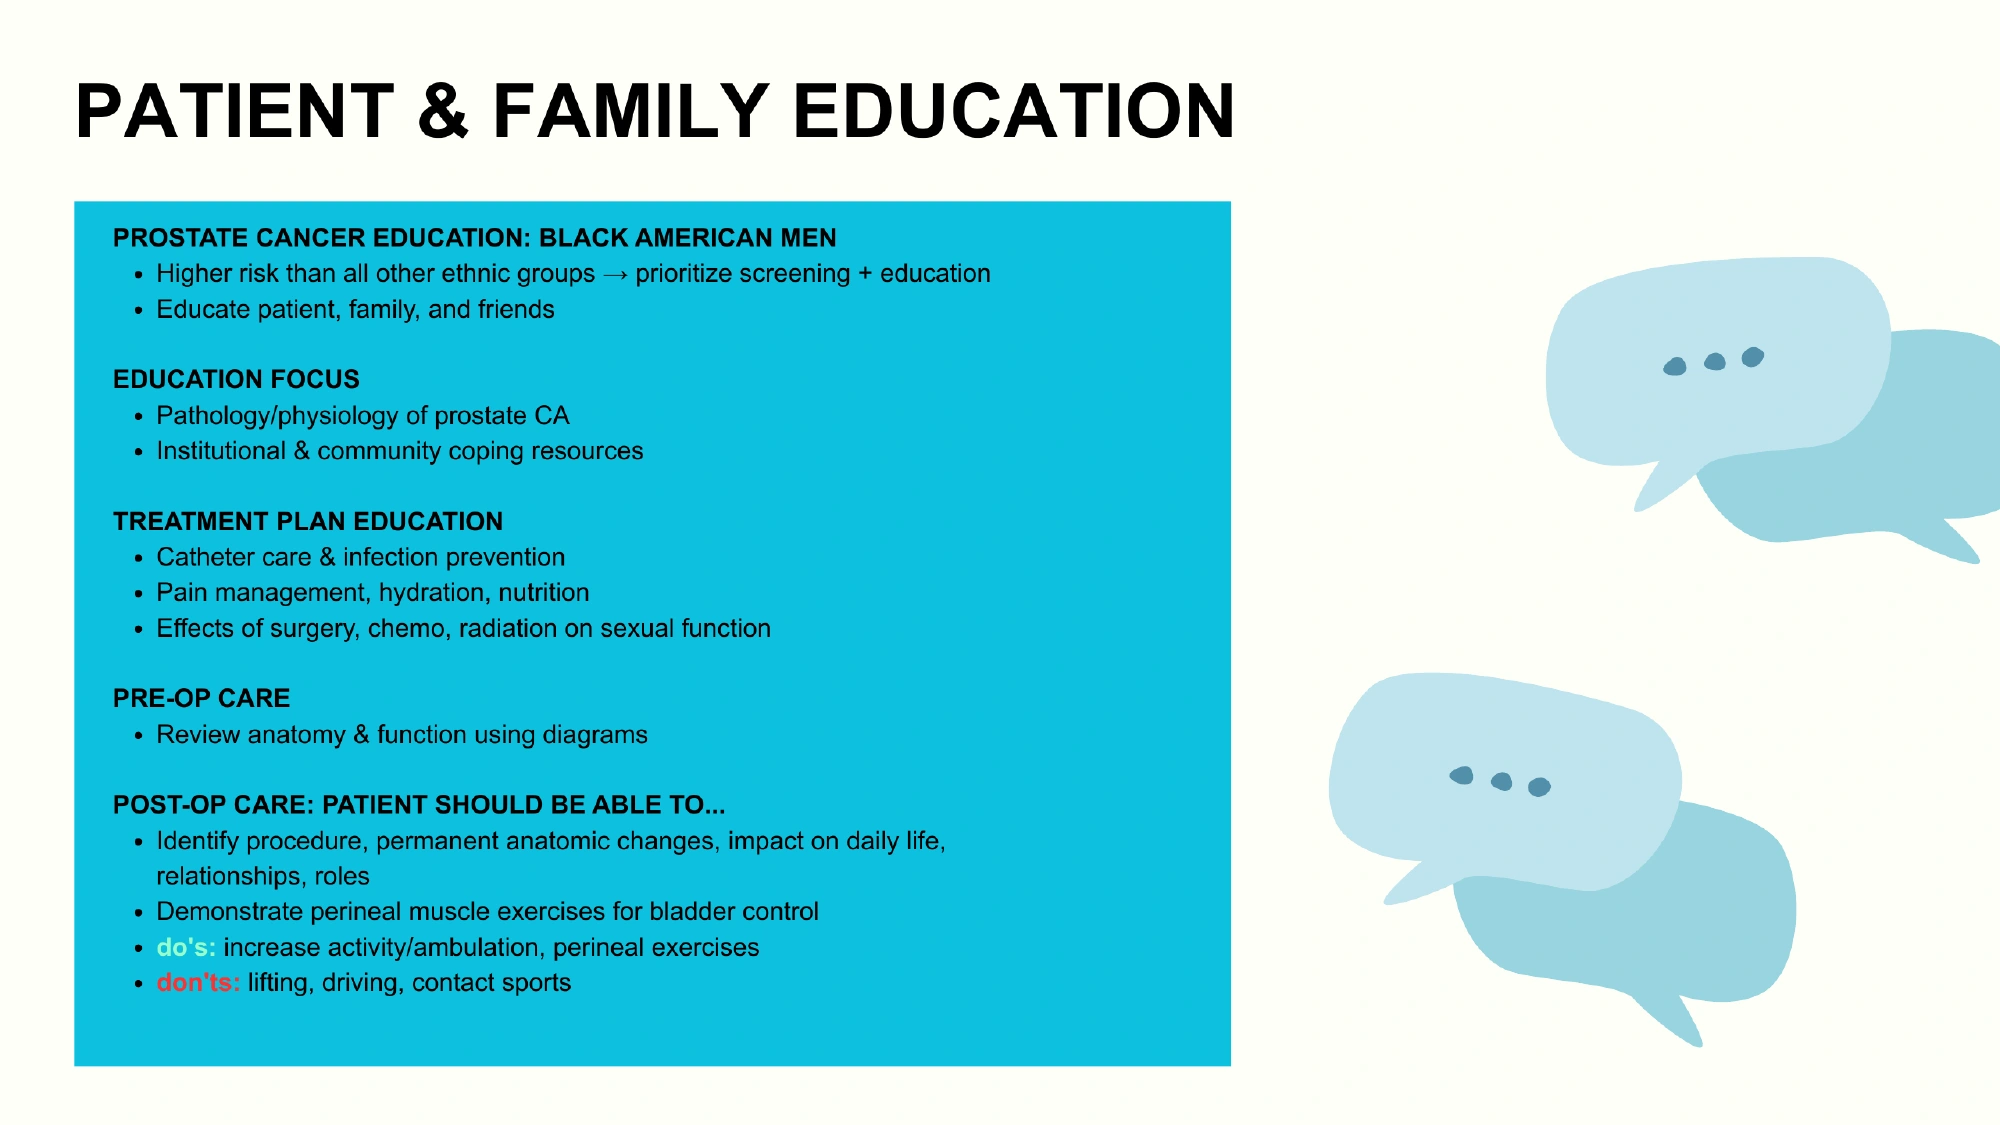 PATIENT & FAMILY EDUCATION
PROSTATE CANCER EDUCATION: BLACK AMERICAN MEN
• Higher risk than all other ethnic groups → prioritize screening + education
• Educate patient, family, and friends
EDUCATION FOCUS
• Pathology/physiology of prostate CA
• Institutional & community coping resources
TREATMENT PLAN EDUCATION
• Catheter care & infection prevention
• Pain management, hydration, nutrition
• Effects of surgery, chemo, radiation on sexual function
PRE-OP CARE
• Review anatomy & function using diagrams
POST-OP CARE: PATIENT SHOULD BE ABLE TO...
• Identify procedure, permanent anatomic changes, impact on daily life,
relationships, roles
• Demonstrate perineal muscle exercises for bladder control
• do's: increase activity/ambulation, perineal exercises
• don'ts: lifting, driving, contact sports